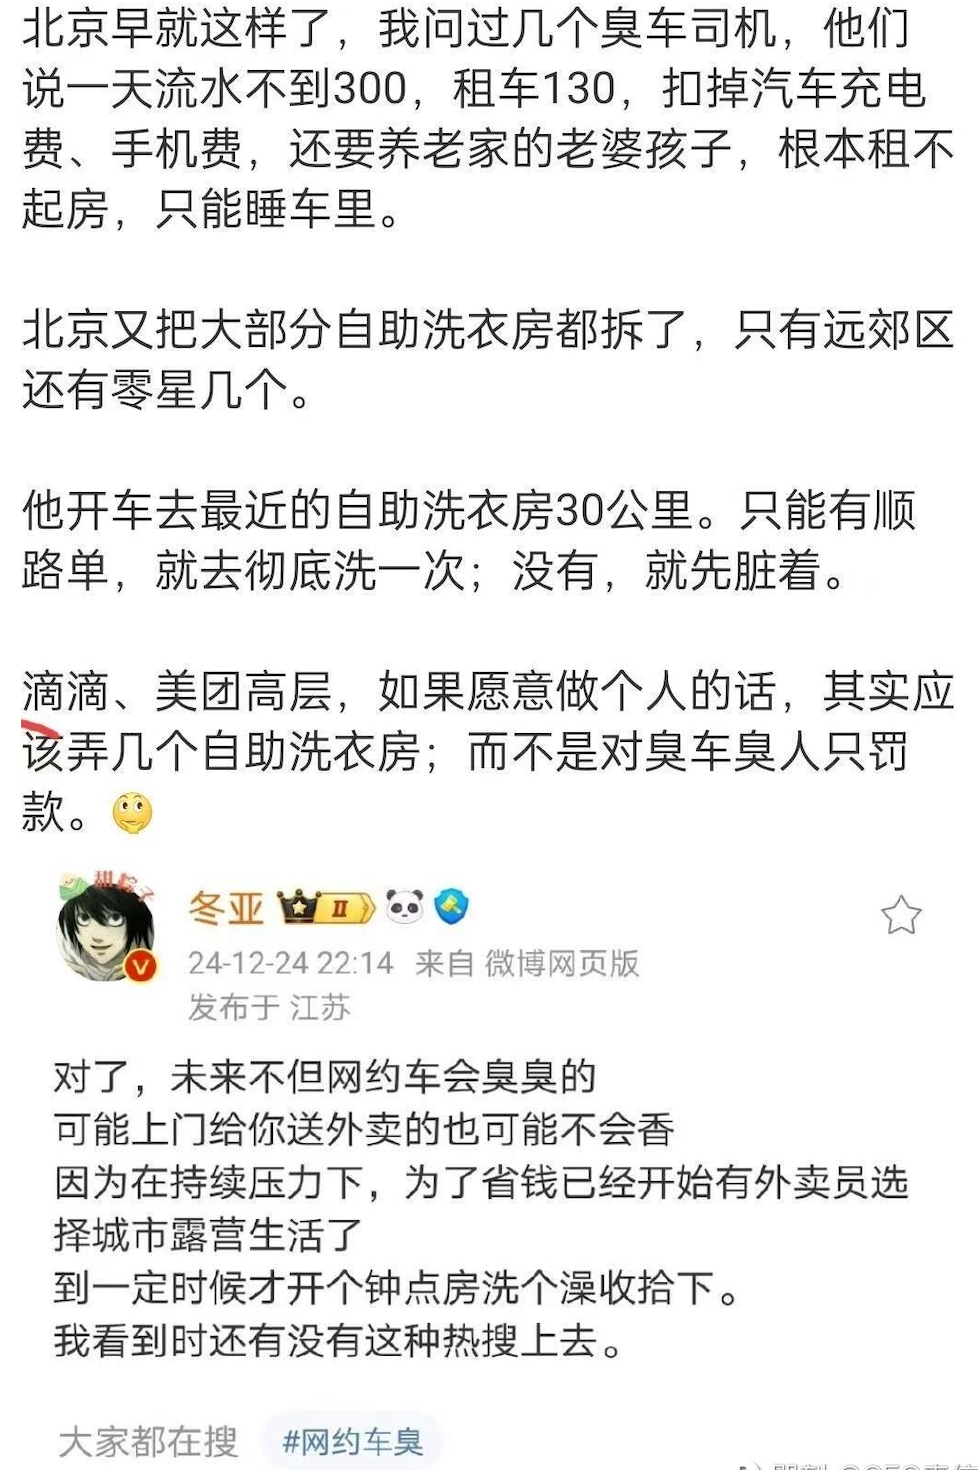 北京早就这样了，我问过几个臭车司机，他们
说一天流水不到300，租车130，扣掉汽车充电
费、手机费，还要养老家的老婆孩子，根本租不
起房，只能睡车里。
北京又把大部分自助洗衣房都拆了，只有远郊区
还有零星几个。
他开车去最近的自助洗衣房30公里。只能有顺
路单，就去彻底洗一次；没有，就先脏着。
滴滴、美团高层，如果愿意做个人的话，其实应
该弄几个自助洗衣房；而不是对臭车臭人只罚
款。
甜粽子
冬亚 II
24-12-24 22:14 来自 微博网页版
发布于 江苏
对了，未来不但网约车会臭臭的
可能上门给你送外卖的也可能不会香
因为在持续压力下，为了省钱已经开始有外卖员选
择城市露营生活了
到一定时候才开个钟点房洗个澡收拾下。
我看到时还有没有这种热搜上去。
大家都在搜 #网约车臭